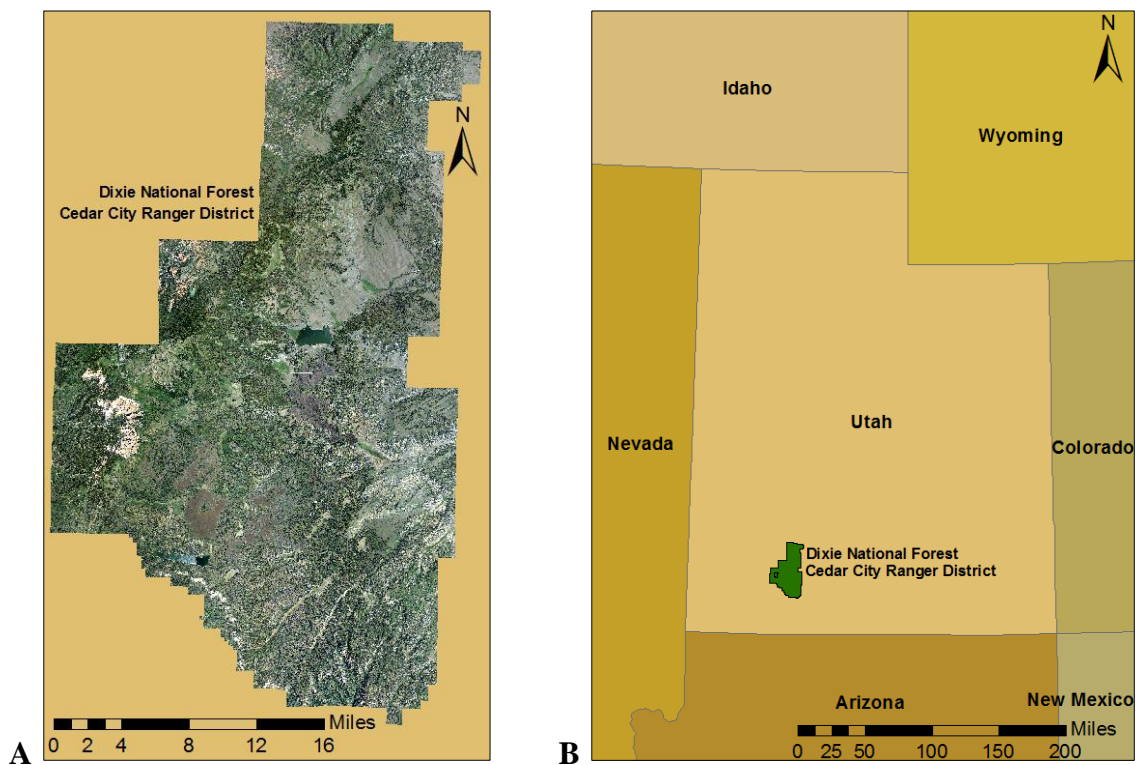 N
Dixie National Forest
Cedar City Ranger District
Miles
0 2 4 8 12 16
A
N
Idaho
Wyoming
Utah
Nevada
Colorado
Dixie National Forest
Cedar City Ranger District
Arizona
New Mexico
Miles
0 25 50 100 150 200
B